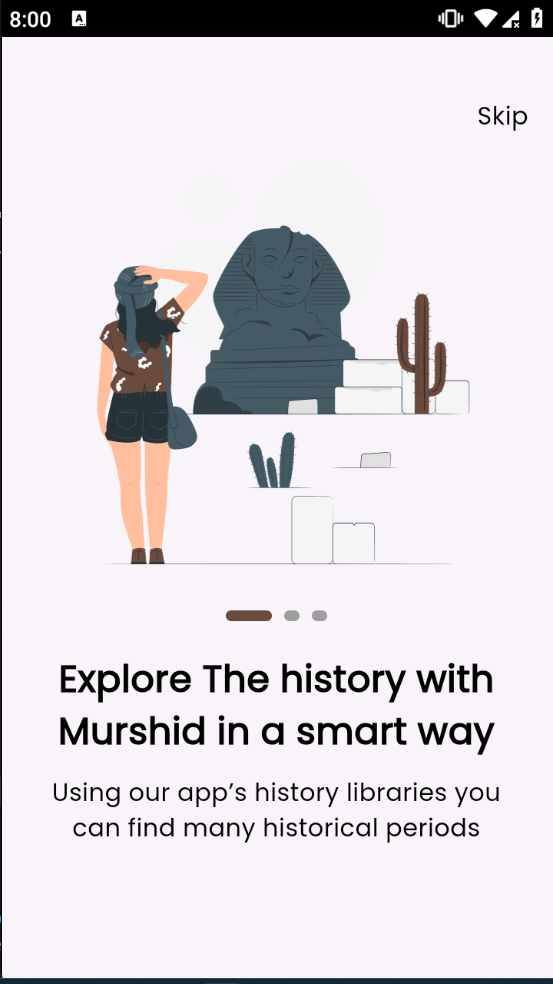 8:00
A
Skip
Explore The history with
Murshid in a smart way
Using our app’s history libraries you
can find many historical periods